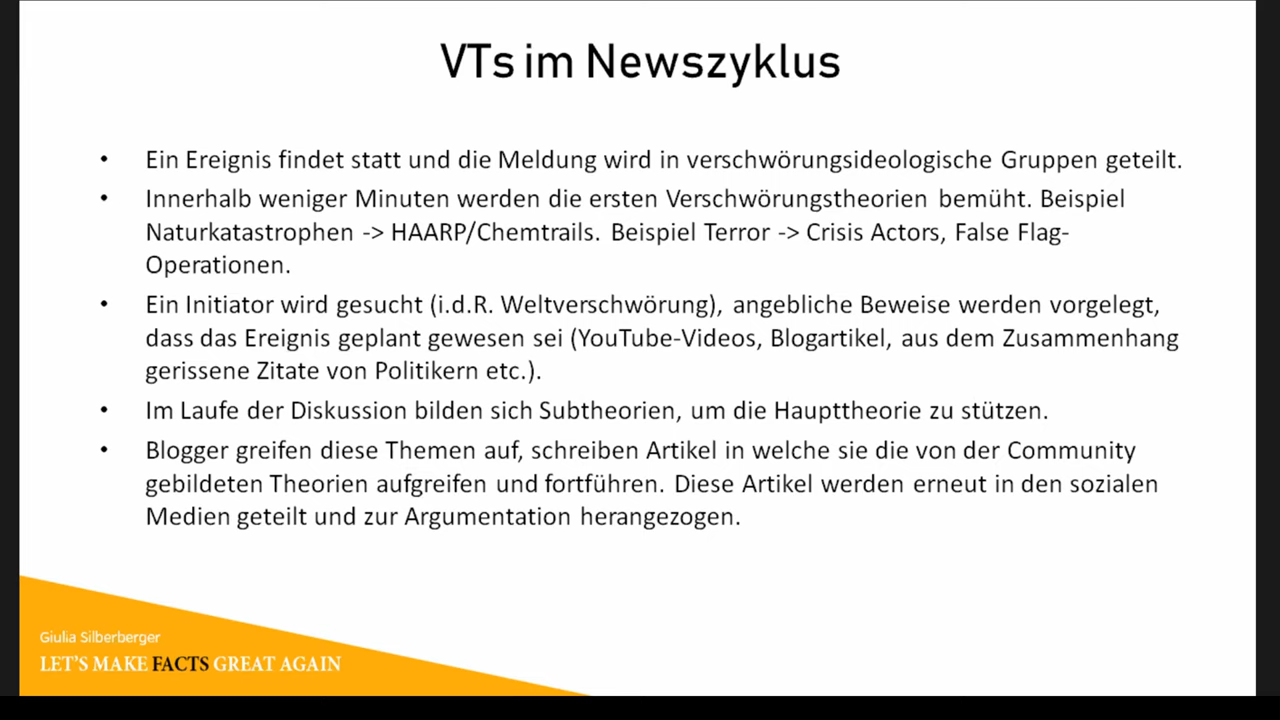 VTs im Newszyklus
• Ein Ereignis findet statt und die Meldung wird in verschwörungsideologische Gruppen geteilt.
• Innerhalb weniger Minuten werden die ersten Verschwörungstheorien bemüht. Beispiel
Naturkatastrophen -> HAARP/Chemtrails. Beispiel Terror -> Crisis Actors, False Flag-
Operationen.
• Ein Initiator wird gesucht (i.d.R. Weltverschwörung), angebliche Beweise werden vorgelegt,
dass das Ereignis geplant gewesen sei (YouTube-Videos, Blogartikel, aus dem Zusammenhang
gerissene Zitate von Politikern etc.).
• Im Laufe der Diskussion bilden sich Subtheorien, um die Haupttheorie zu stützen.
• Blogger greifen diese Themen auf, schreiben Artikel in welche sie die von der Community
gebildeten Theorien aufgreifen und fortführen. Diese Artikel werden erneut in den sozialen
Medien geteilt und zur Argumentation herangezogen.
Giulia Silberberger
LET'S MAKE FACTS GREAT AGAIN